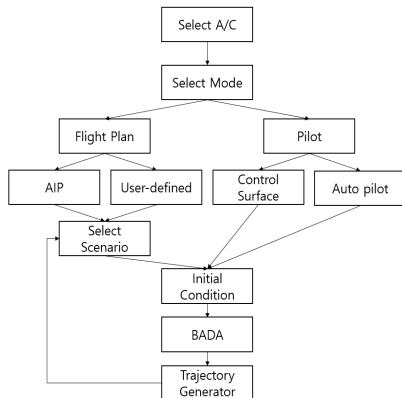 Select A/C
Select Mode
Flight Plan
Pilot
AIP
User-defined
Control
Surface
Auto pilot
Select
Scenario
Initial
Condition
BADA
Trajectory
Generator